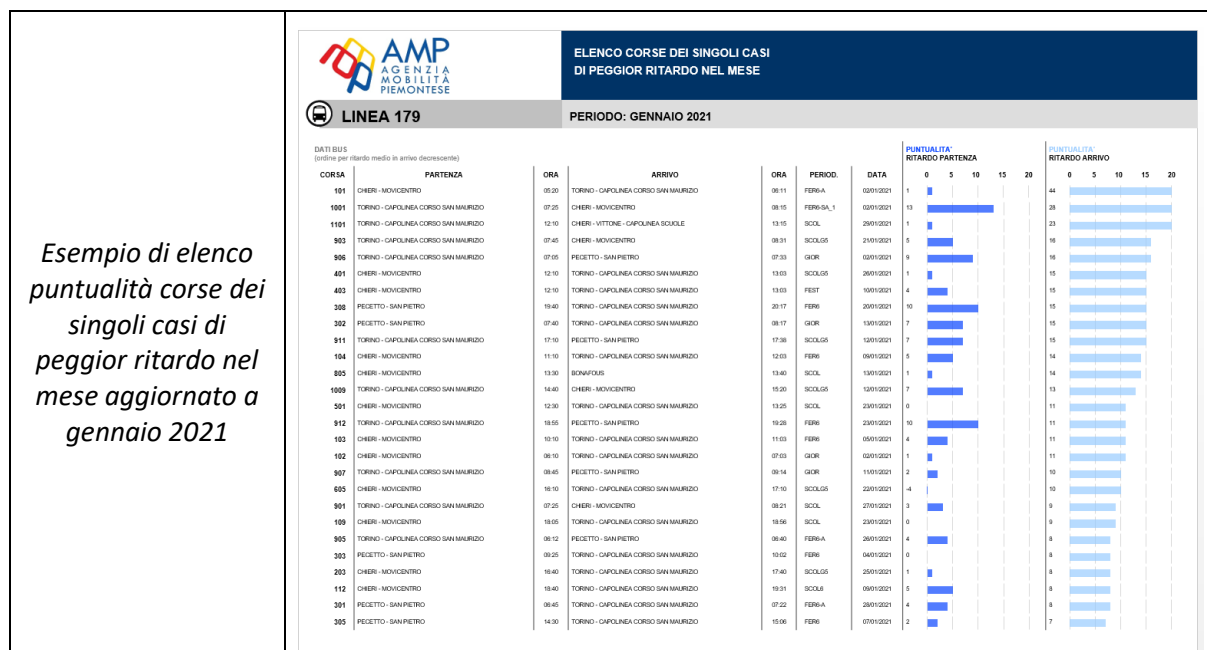 Esempio di elenco
puntualità corse dei
singoli casi di
peggior ritardo nel
mese aggiornato a
gennaio 2021
AMP
AGENZIA
MOBILITÀ
PIEMONTESE
ELENCO CORSE DEI SINGOLI CASI
DI PEGGIOR RITARDO NEL MESE
LINEA 179 PERIODO: GENNAIO 2021
DATI BUS
(ordine per ritardo medio in arrivo decrescente)
PUNTUALITA' PUNTUALITA'
RITARDO PARTENZA RITARDO ARRIVO
CORSA PARTENZA ORA ARRIVO ORA PERIOD. DATA 0 5 10 15 20 0 5 10 15 20
101 CHIERI - MOVICENTRO 05:20 TORINO - CAPOLINEA CORSO SAN MAURIZIO 06:11 FER6-A 02/01/2021 1 44
1001 TORINO - CAPOLINEA CORSO SAN MAURIZIO 07:25 CHIERI - MOVICENTRO 08:15 FER6-SA_1 02/01/2021 13 28
1101 TORINO - CAPOLINEA CORSO SAN MAURIZIO 12:10 CHIERI - VITTONE - CAPOLINEA SCUOLE 13:15 SCOL 29/01/2021 1 23
903 TORINO - CAPOLINEA CORSO SAN MAURIZIO 07:45 CHIERI - MOVICENTRO 08:31 SCOLG5 21/01/2021 5 16
906 TORINO - CAPOLINEA CORSO SAN MAURIZIO 07:05 PECETTO - SAN PIETRO 07:33 GIOR 02/01/2021 9 16
401 CHIERI - MOVICENTRO 12:10 TORINO - CAPOLINEA CORSO SAN MAURIZIO 13:03 SCOLG5 26/01/2021 1 15
403 CHIERI - MOVICENTRO 12:10 TORINO - CAPOLINEA CORSO SAN MAURIZIO 13:03 FEST 10/01/2021 4 15
308 PECETTO - SAN PIETRO 19:40 TORINO - CAPOLINEA CORSO SAN MAURIZIO 20:17 FER6 20/01/2021 10 15
302 PECETTO - SAN PIETRO 07:40 TORINO - CAPOLINEA CORSO SAN MAURIZIO 08:17 GIOR 13/01/2021 7 15
911 TORINO - CAPOLINEA CORSO SAN MAURIZIO 17:10 PECETTO - SAN PIETRO 17:38 SCOLG5 12/01/2021 7 15
104 CHIERI - MOVICENTRO 11:10 TORINO - CAPOLINEA CORSO SAN MAURIZIO 12:03 FER6 09/01/2021 5 14
805 CHIERI - MOVICENTRO 13:30 BONAFOUS 13:40 SCOL 13/01/2021 1 14
1009 TORINO - CAPOLINEA CORSO SAN MAURIZIO 14:40 CHIERI - MOVICENTRO 15:20 SCOLG5 12/01/2021 7 13
501 CHIERI - MOVICENTRO 12:30 TORINO - CAPOLINEA CORSO SAN MAURIZIO 13:25 SCOL 23/01/2021 0 11
912 TORINO - CAPOLINEA CORSO SAN MAURIZIO 18:55 PECETTO - SAN PIETRO 19:28 FER6 23/01/2021 10 11
103 CHIERI - MOVICENTRO 10:10 TORINO - CAPOLINEA CORSO SAN MAURIZIO 11:03 FER6 05/01/2021 4 11
102 CHIERI - MOVICENTRO 06:10 TORINO - CAPOLINEA CORSO SAN MAURIZIO 07:03 GIOR 02/01/2021 1 11
907 TORINO - CAPOLINEA CORSO SAN MAURIZIO 08:45 PECETTO - SAN PIETRO 09:14 GIOR 11/01/2021 2 10
605 CHIERI - MOVICENTRO 16:10 TORINO - CAPOLINEA CORSO SAN MAURIZIO 17:10 SCOLG5 22/01/2021 -4 10
901 TORINO - CAPOLINEA CORSO SAN MAURIZIO 07:25 CHIERI - MOVICENTRO 08:21 SCOL 27/01/2021 3 9
109 CHIERI - MOVICENTRO 18:05 TORINO - CAPOLINEA CORSO SAN MAURIZIO 18:56 SCOL 23/01/2021 0 9
905 TORINO - CAPOLINEA CORSO SAN MAURIZIO 06:12 PECETTO - SAN PIETRO 06:40 FER6-A 26/01/2021 4 8
303 PECETTO - SAN PIETRO 09:25 TORINO - CAPOLINEA CORSO SAN MAURIZIO 10:02 FER6 04/01/2021 0 8
203 CHIERI - MOVICENTRO 16:40 TORINO - CAPOLINEA CORSO SAN MAURIZIO 17:40 SCOLG5 25/01/2021 1 8
112 CHIERI - MOVICENTRO 18:40 TORINO - CAPOLINEA CORSO SAN MAURIZIO 19:31 SCOL6 09/01/2021 5 8
301 PECETTO - SAN PIETRO 06:45 TORINO - CAPOLINEA CORSO SAN MAURIZIO 07:22 FER6-A 28/01/2021 4 8
305 PECETTO - SAN PIETRO 14:30 TORINO - CAPOLINEA CORSO SAN MAURIZIO 15:06 FER6 07/01/2021 2 7